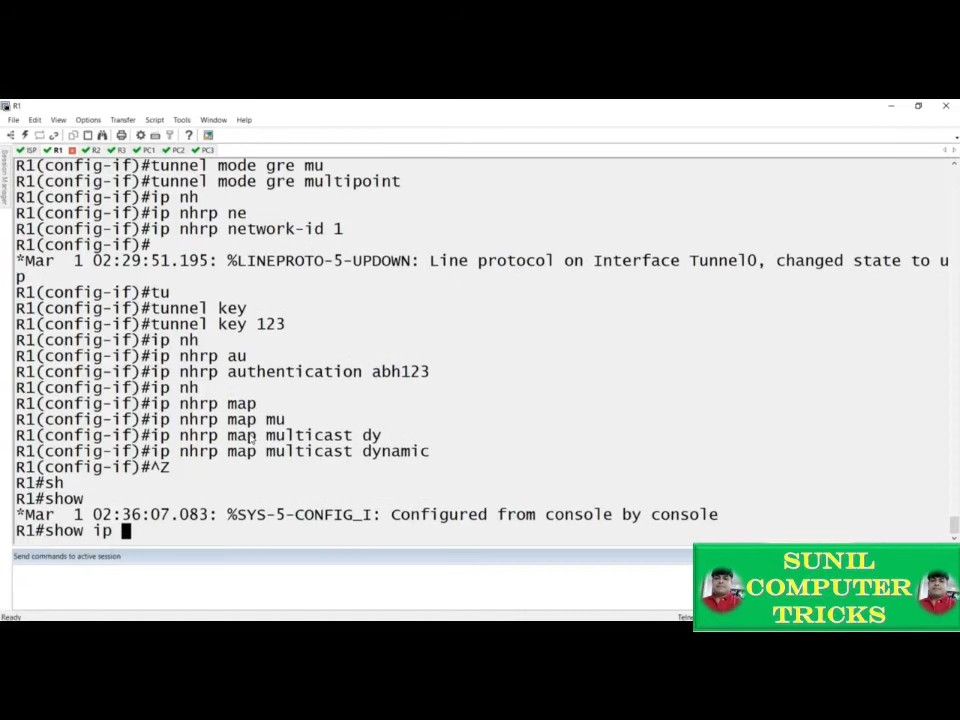 R1
File Edit View Options Transfer Script Tools Window Help
ISP R1 R2 R3 PC1 PC2 PC3
Session Manager
R1(config-if)#tunnel mode gre mu
R1(config-if)#tunnel mode gre multipoint
R1(config-if)#ip nh
R1(config-if)#ip nhrp ne
R1(config-if)#ip nhrp network-id 1
R1(config-if)#
*Mar  1 02:29:51.195: %LINEPROTO-5-UPDOWN: Line protocol on Interface Tunnel0, changed state to u
p
R1(config-if)#tu
R1(config-if)#tunnel key
R1(config-if)#tunnel key 123
R1(config-if)#ip nh
R1(config-if)#ip nhrp au
R1(config-if)#ip nhrp authentication abh123
R1(config-if)#ip nh
R1(config-if)#ip nhrp map
R1(config-if)#ip nhrp map mu
R1(config-if)#ip nhrp map multicast dy
R1(config-if)#ip nhrp map multicast dynamic
R1(config-if)#^Z
R1#sh
R1#show
*Mar  1 02:36:07.083: %SYS-5-CONFIG_I: Configured from console by console
R1#show ip
Send commands to active session
Ready
Teln
SUNIL
COMPUTER
TRICKS